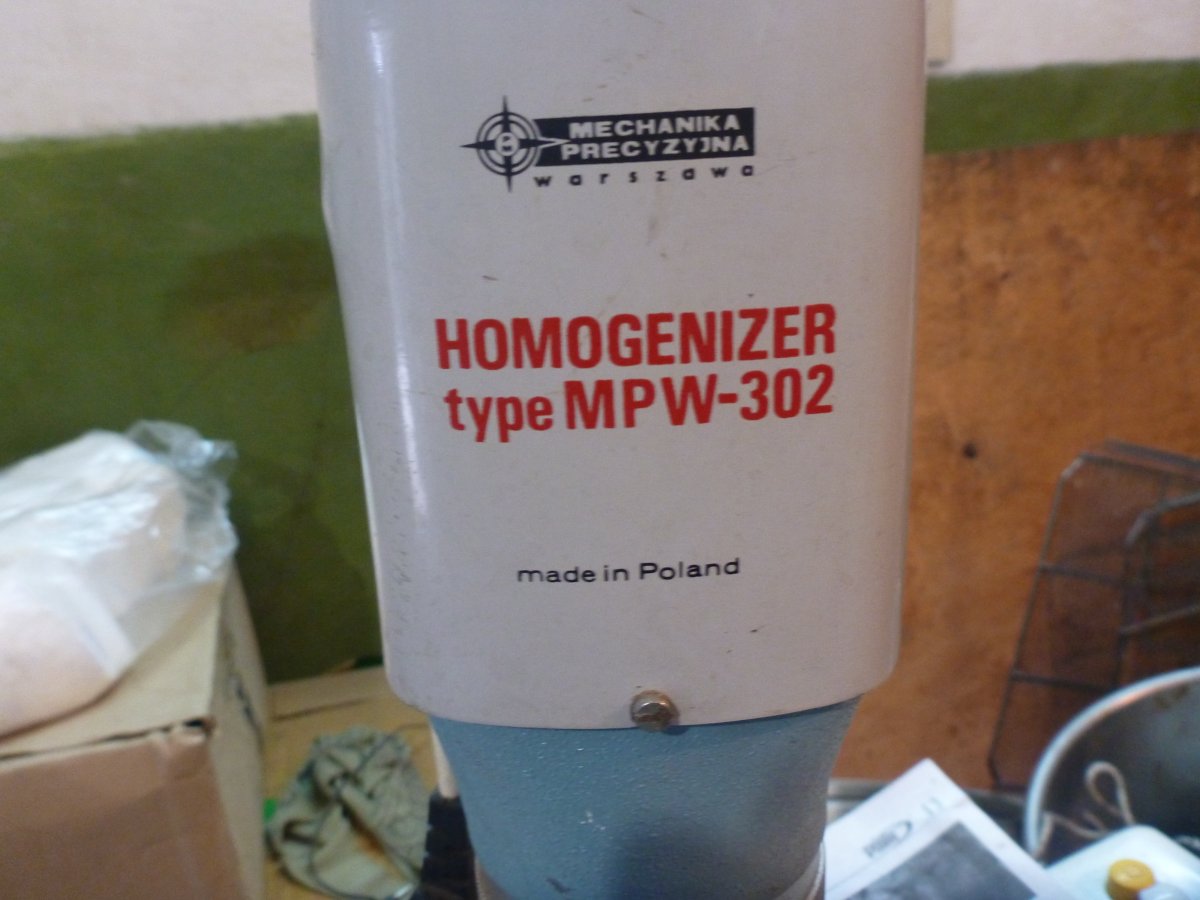 MECHANIKA
PRECYZYJNA
warszawa
HOMOGENIZER
type MPW-302
made in Poland